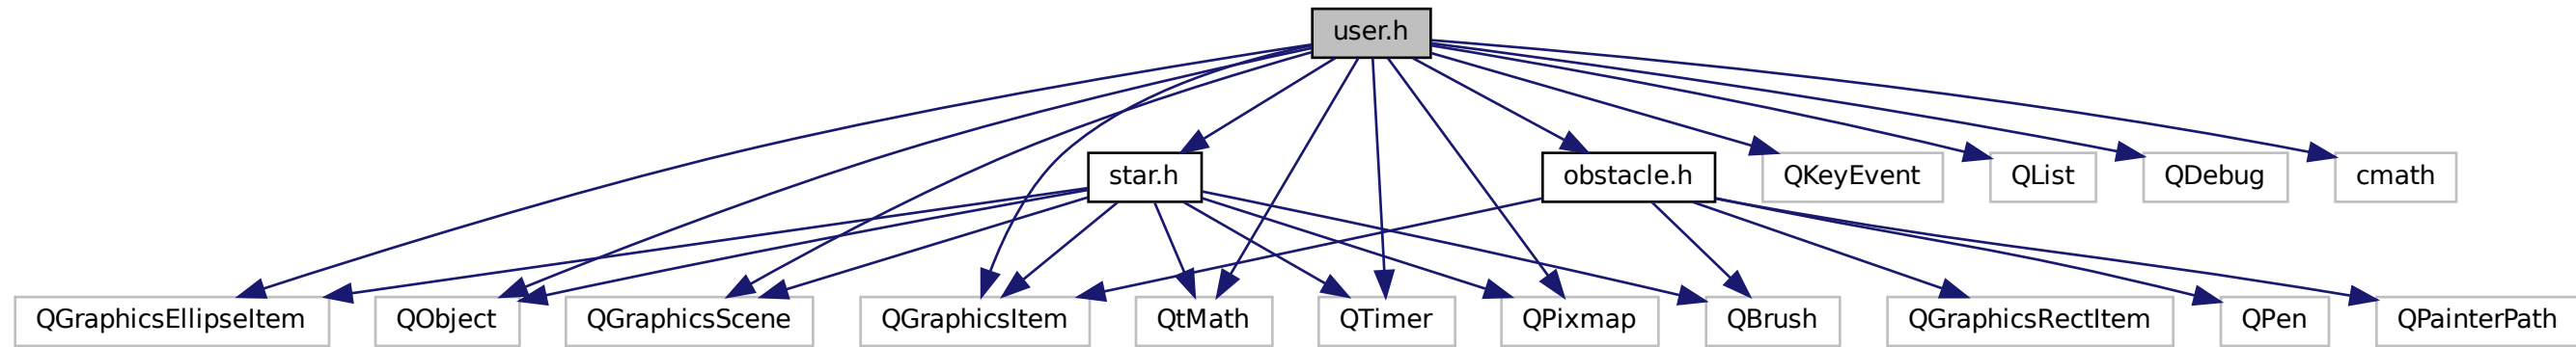 user.h
star.h
obstacle.h
QKeyEvent
QList
QDebug
cmath
QGraphicsEllipseItem
QObject
QGraphicsScene
QGraphicsItem
QtMath
QTimer
QPixmap
QBrush
QGraphicsRectItem
QPen
QPainterPath